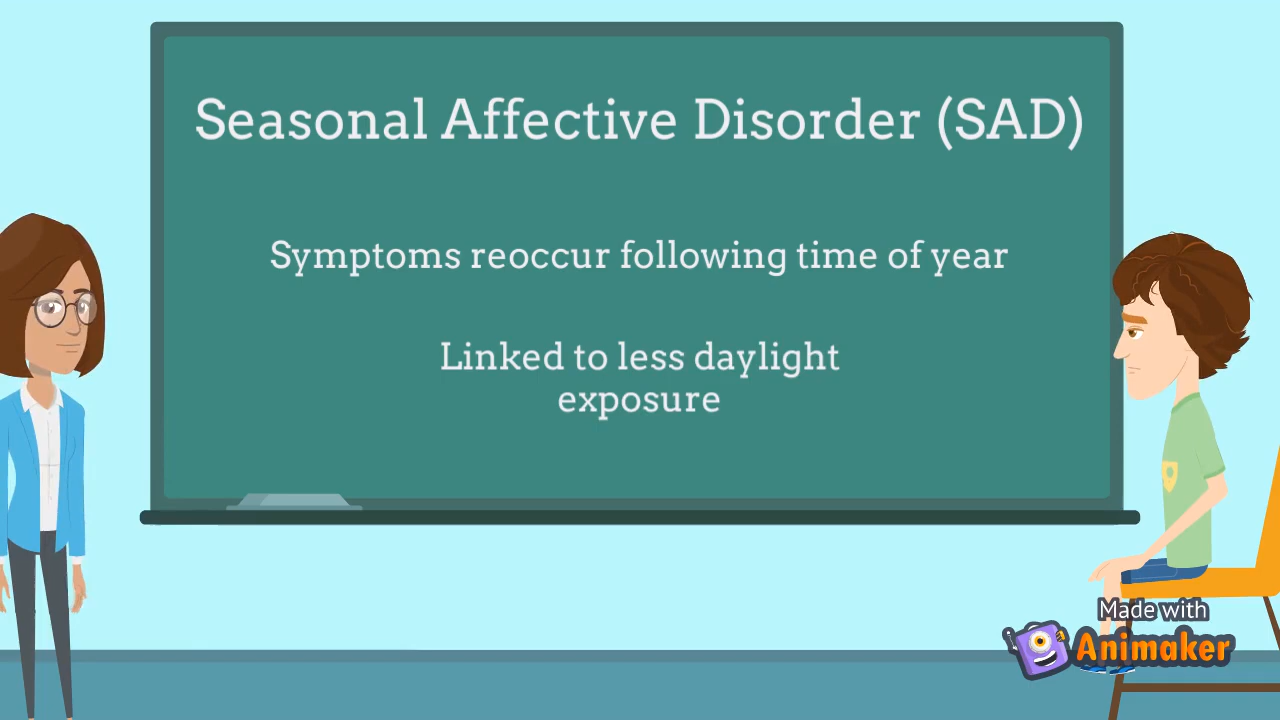 Seasonal Affective Disorder (SAD)
Symptoms reoccur following time of year
Linked to less daylight
exposure
Made with
Animaker